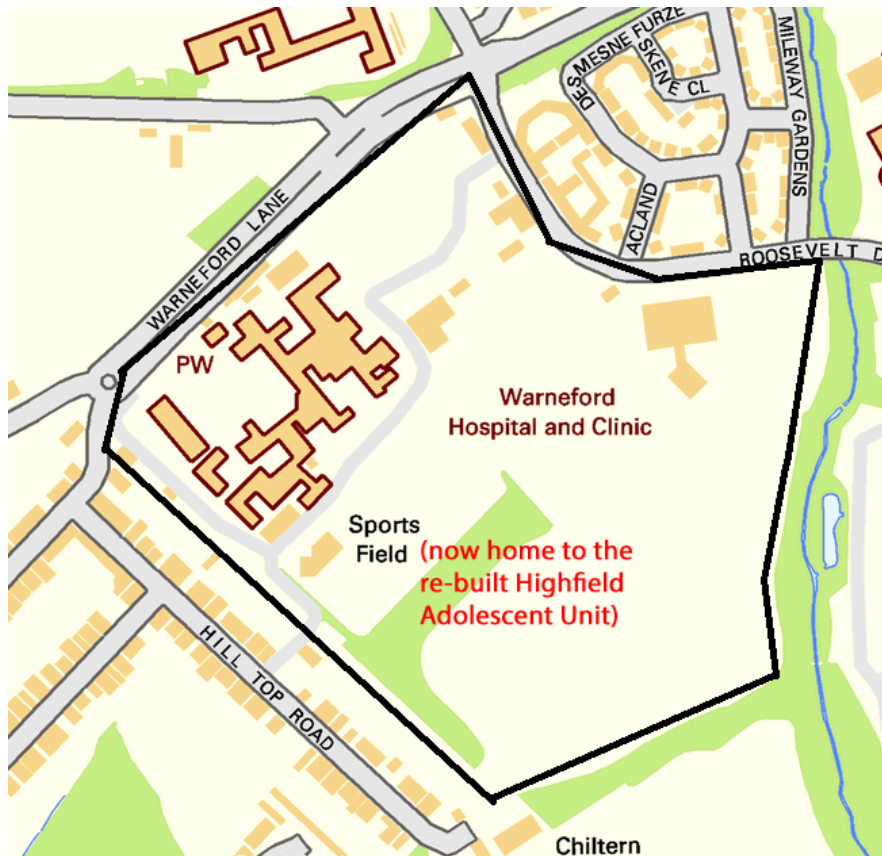 DEMESNE FURZE
SKENE CL
MILEWAY GARDENS
ACLAND
ROOSEVELT D
WARNEFORD LANE
PW
Warneford
Hospital and Clinic
Sports
Field
(now home to the
re-built Highfield
Adolescent Unit)
HILL TOP ROAD
Chiltern